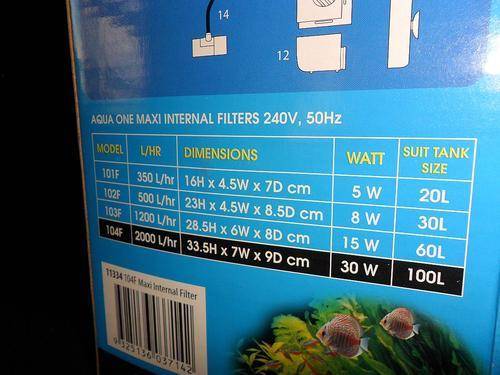 14
12
AQUA ONE MAXI INTERNAL FILTERS 240V, 50Hz
MODEL L/HR DIMENSIONS WATT SUIT TANK SIZE
101F 350 L/hr 16H x 4.5W x 7D cm 5 W 20L
102F 500 L/hr 23H x 4.5W x 8.5D cm 8 W 30L
103F 1200 L/hr 28.5H x 6W x 8D cm 15 W 60L
104F 2000 L/hr 33.5H x 7W x 9D cm 30 W 100L
11334 104F Maxi Internal Filter
9 325136 037142